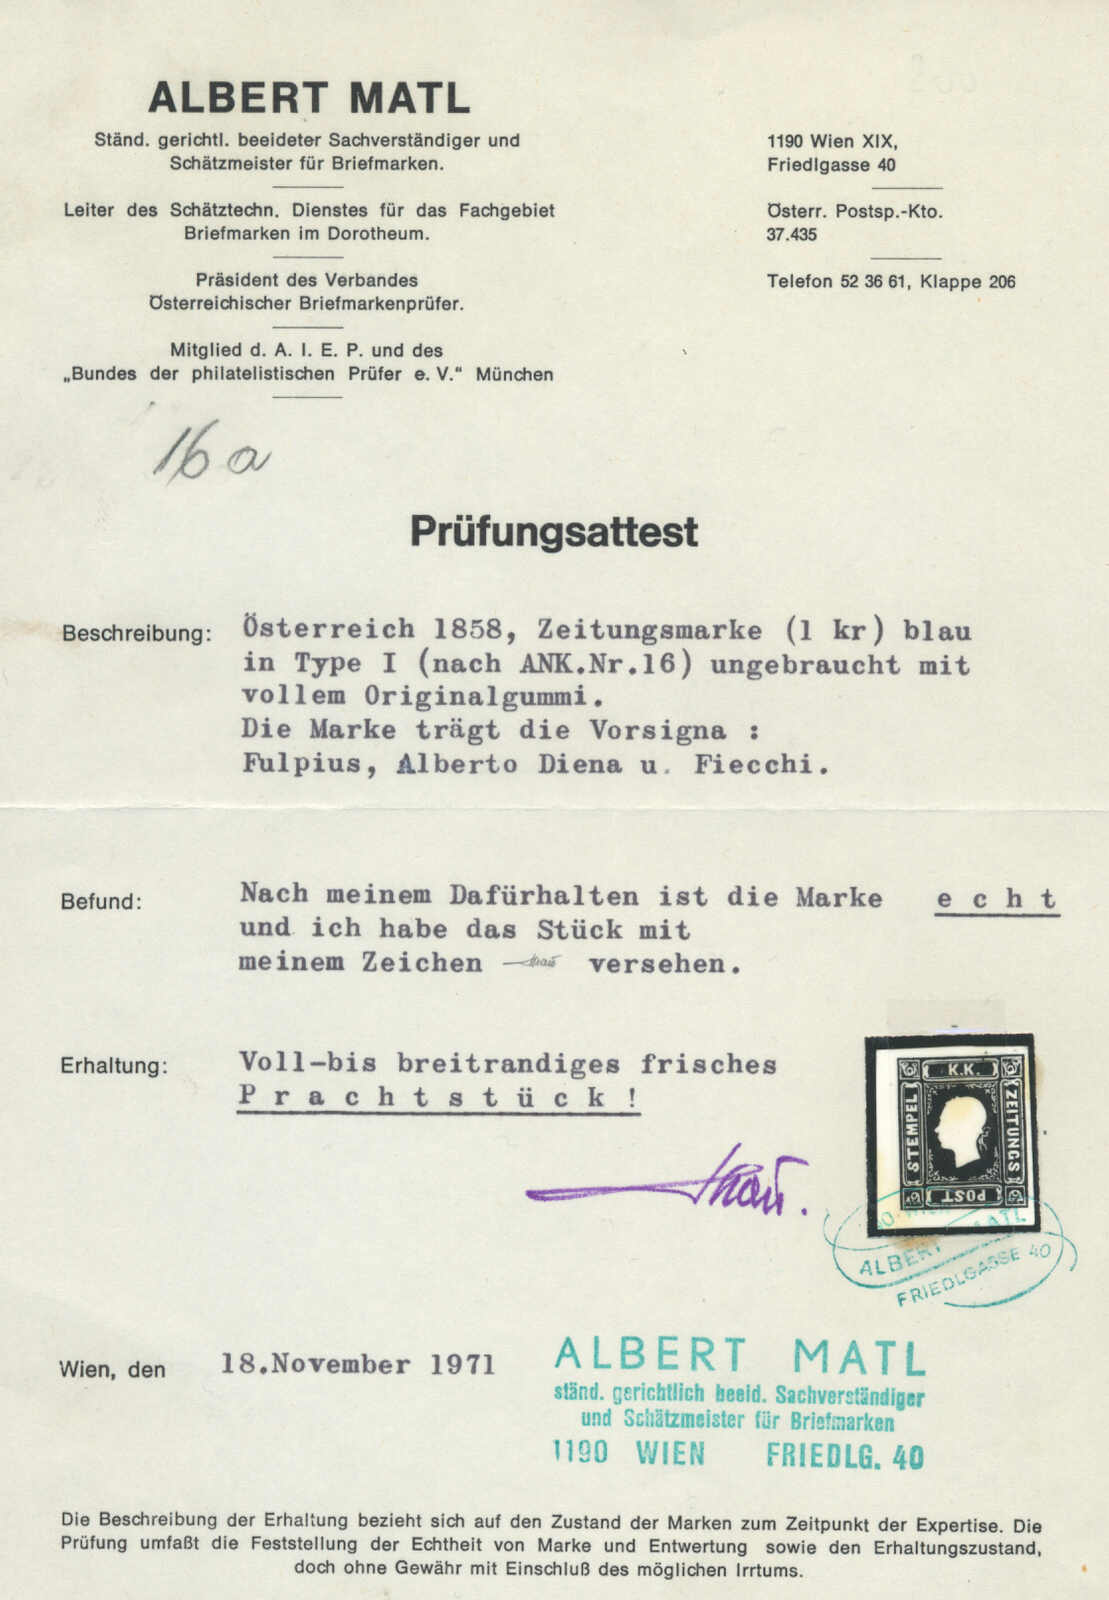 ALBERT MATL
Ständ. gerichtl. beeideter Sachverständiger und
Schätzmeister für Briefmarken.
Leiter des Schätztechn. Dienstes für das Fachgebiet
Briefmarken im Dorotheum.
Präsident des Verbandes
Österreichischer Briefmarkenprüfer.
Mitglied d. A. I. E. P. und des
„Bundes der philatelistischen Prüfer e. V.“ München
1190 Wien XIX,
Friedlgasse 40
Österr. Postsp.-Kto.
37.435
Telefon 52 36 61, Klappe 206
16 a
Prüfungsattest
Beschreibung: Österreich 1858, Zeitungsmarke (1 kr) blau
in Type I (nach ANK.Nr.16) ungebraucht mit
vollem Originalgummi.
Die Marke trägt die Vorsigna :
Fulpius, Alberto Diena u. Fiecchi.
Befund: Nach meinem Dafürhalten ist die Marke e c h t
und ich habe das Stück mit
meinem Zeichen versehen.
Erhaltung: Voll-bis breitrandiges frisches
P r a c h t s t ü c k !
K.K.
STEMPEL
ZEITUNGS
POST
ALBERT MATL
FRIEDLGASSE 40
Wien, den 18.November 1971
ALBERT MATL
ständ. gerichtlich beeid. Sachverständiger
und Schätzmeister für Briefmarken
1190 WIEN FRIEDLG. 40
Die Beschreibung der Erhaltung bezieht sich auf den Zustand der Marken zum Zeitpunkt der Expertise. Die
Prüfung umfaßt die Feststellung der Echtheit von Marke und Entwertung sowie den Erhaltungszustand,
doch ohne Gewähr mit Einschluß des möglichen Irrtums.